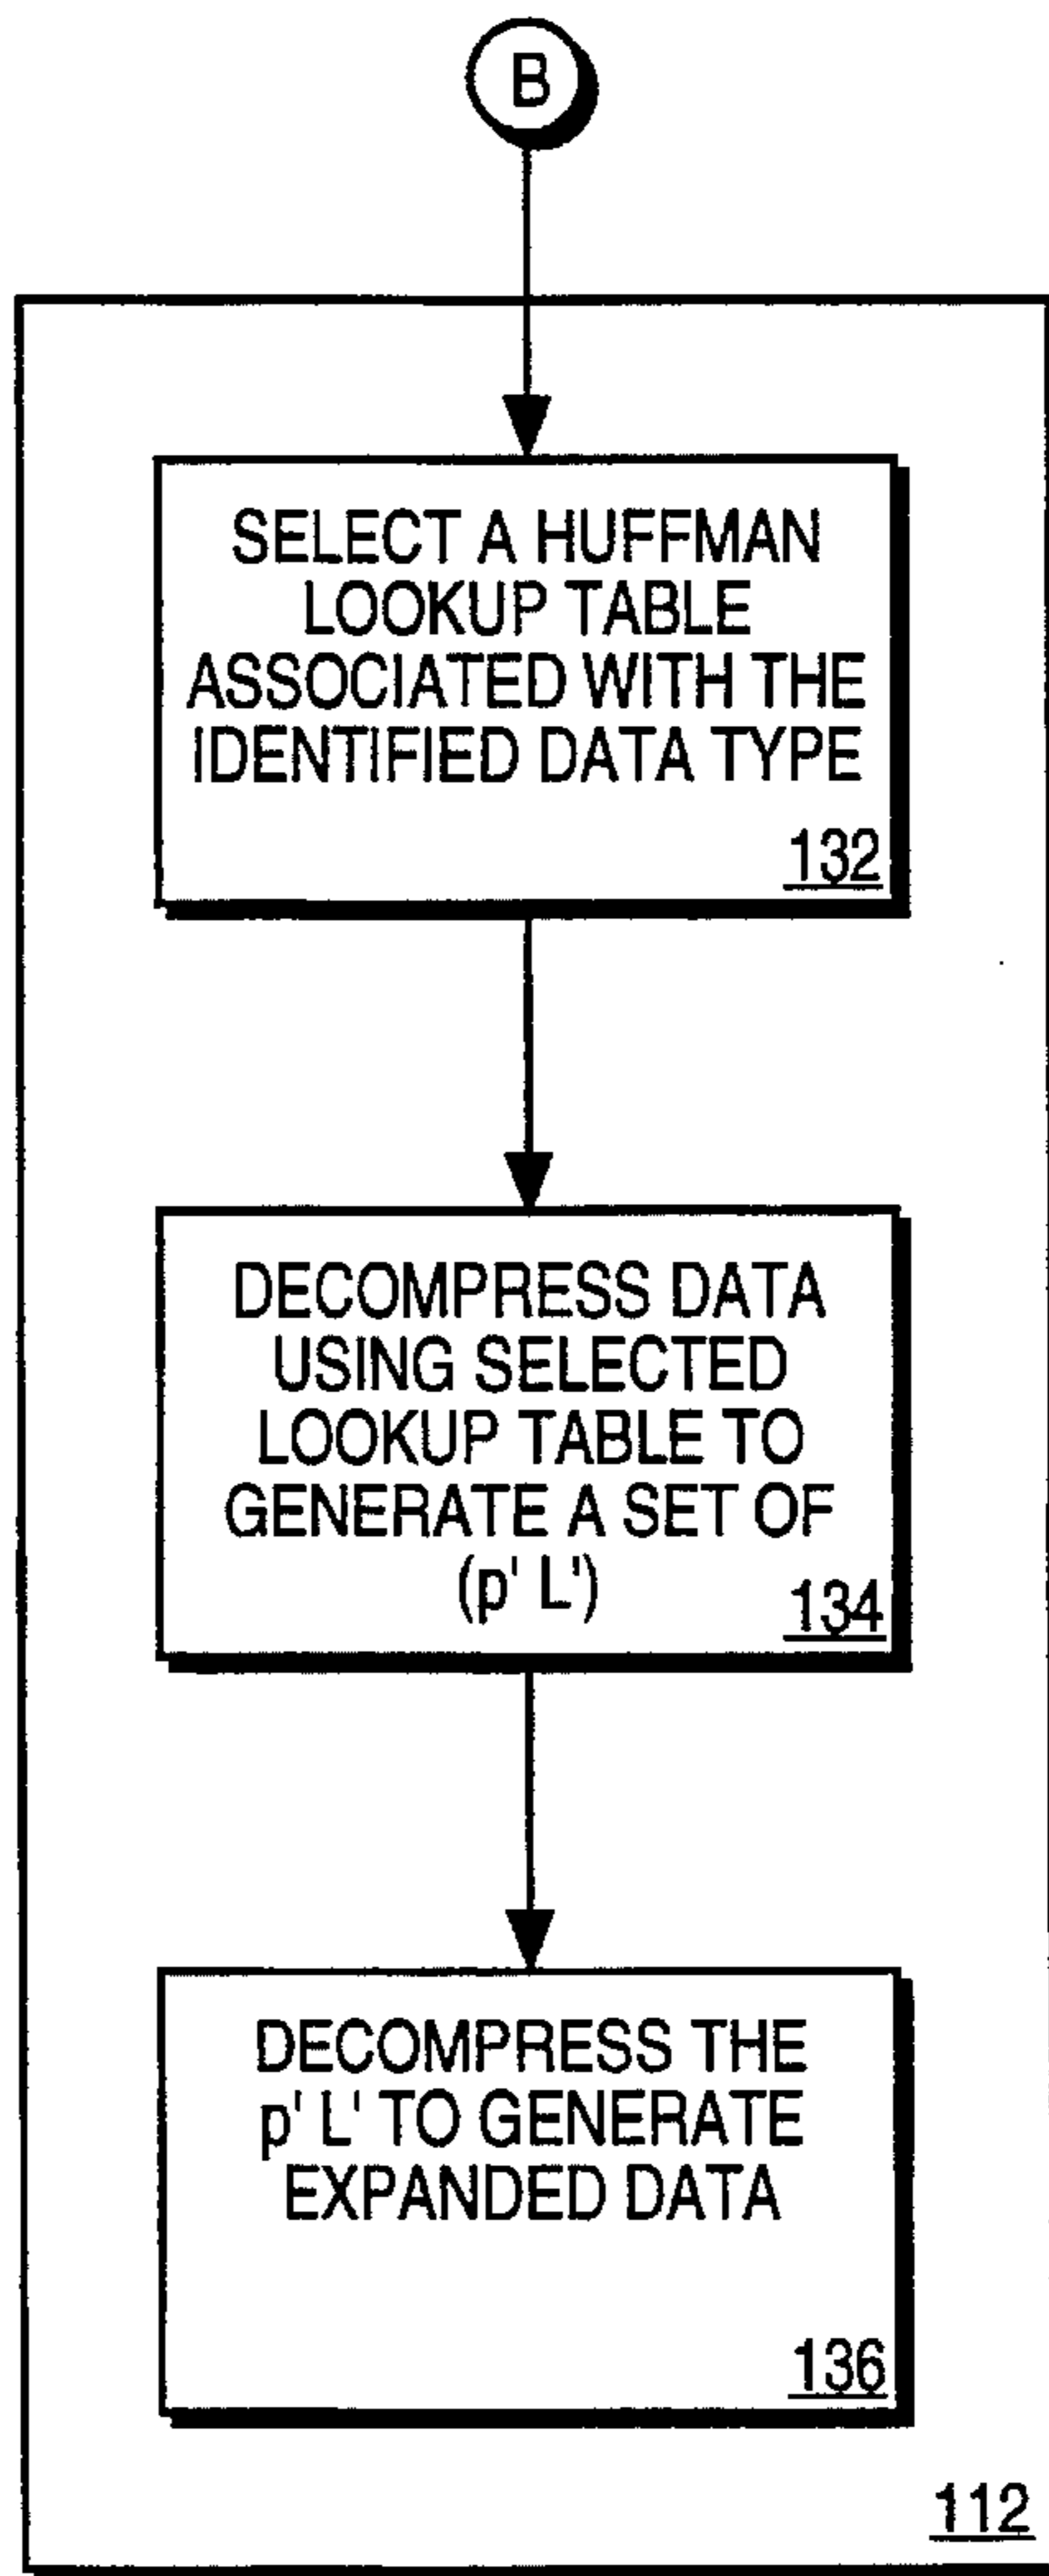 B
SELECT A HUFFMAN
LOOKUP TABLE
ASSOCIATED WITH THE
IDENTIFIED DATA TYPE
132
DECOMPRESS DATA
USING SELECTED
LOOKUP TABLE TO
GENERATE A SET OF
(p' L')
134
DECOMPRESS THE
p' L' TO GENERATE
EXPANDED DATA
136
112